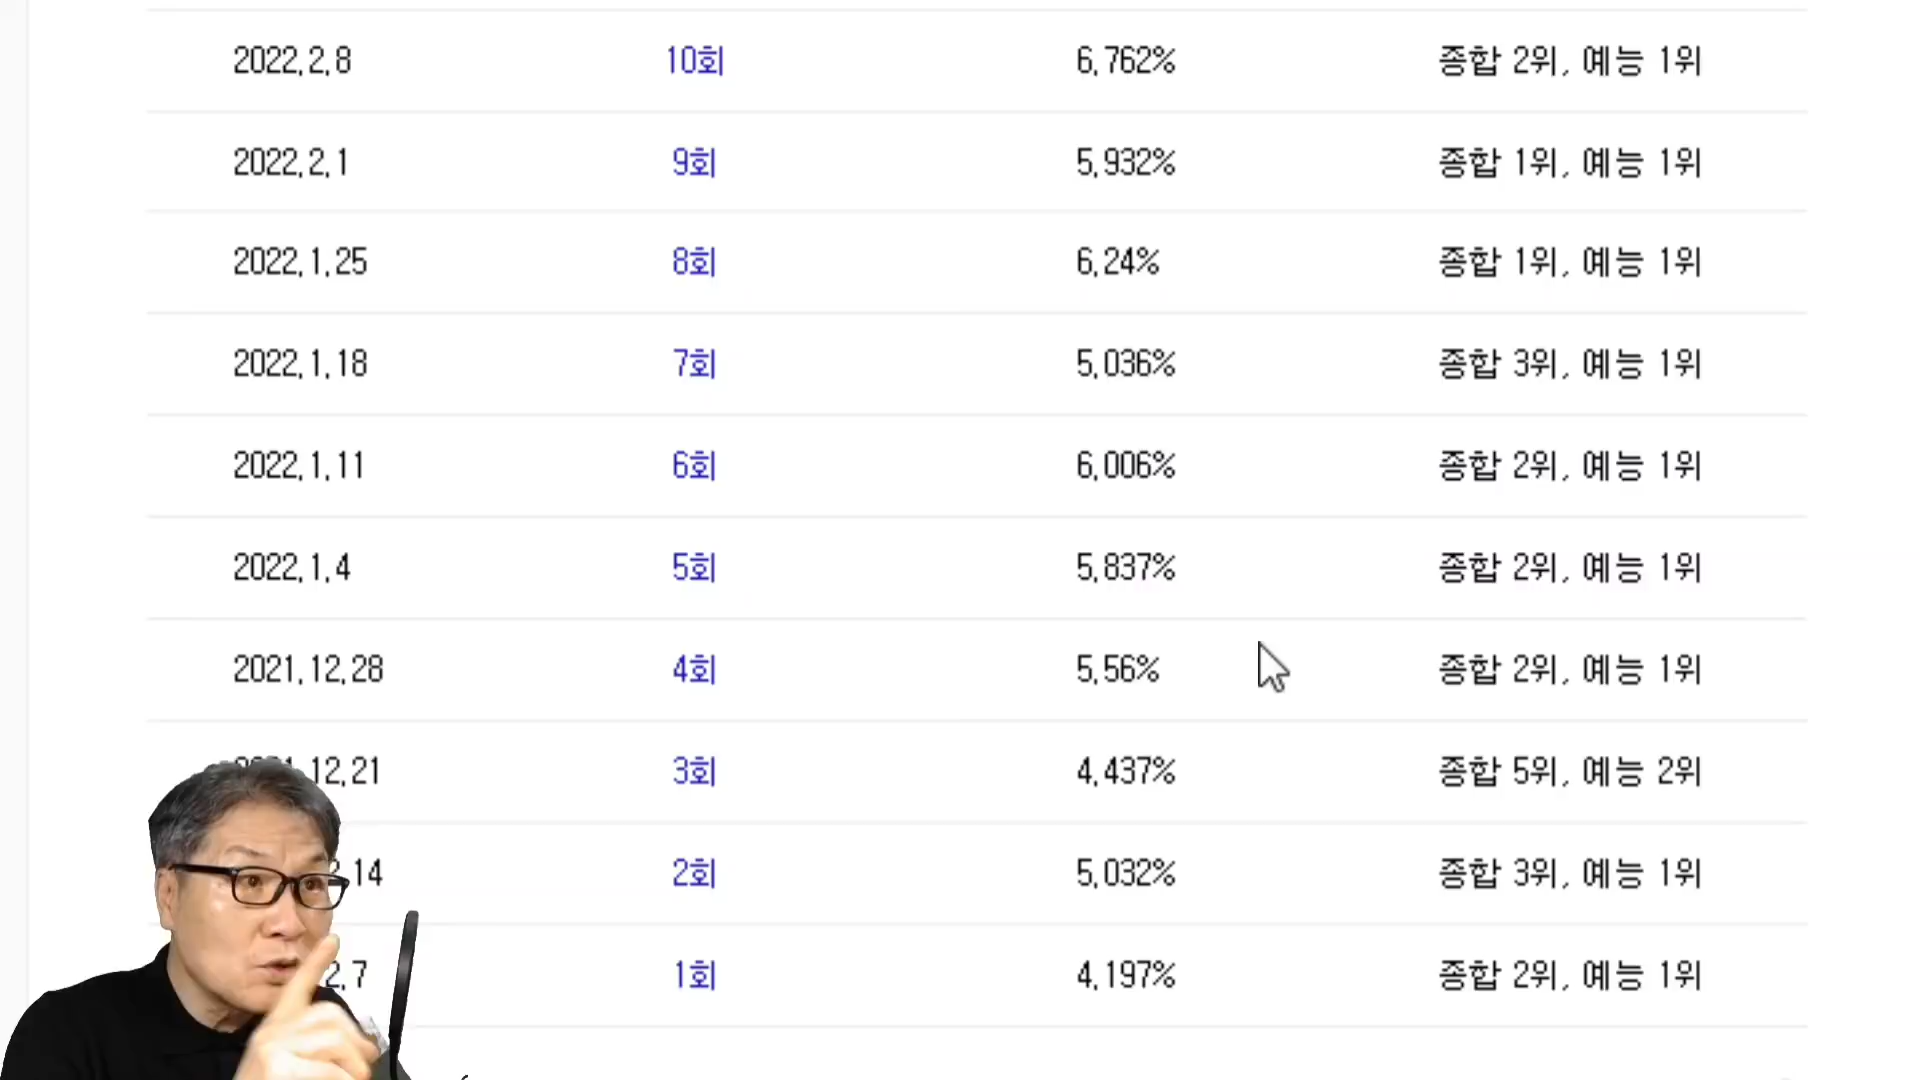 2022.2.8 10회 6.762% 종합 2위, 예능 1위
2022.2.1 9회 5.932% 종합 1위, 예능 1위
2022.1.25 8회 6.24% 종합 1위, 예능 1위
2022.1.18 7회 5.036% 종합 3위, 예능 1위
2022.1.11 6회 6.006% 종합 2위, 예능 1위
2022.1.4 5회 5.837% 종합 2위, 예능 1위
2021.12.28 4회 5.56% 종합 2위, 예능 1위
12.21 3회 4.437% 종합 5위, 예능 2위
.14 2회 5.032% 종합 3위, 예능 1위
2.7 1회 4.197% 종합 2위, 예능 1위